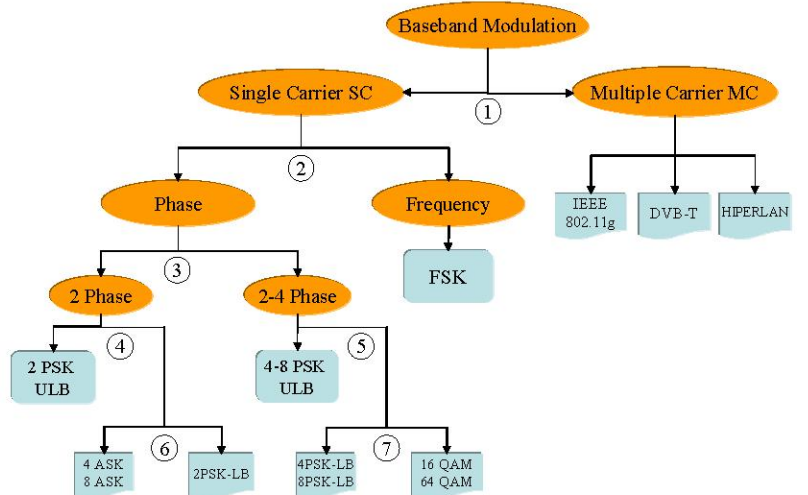 Baseband Modulation
Single Carrier SC
1
Multiple Carrier MC
2
Phase
Frequency
IEEE
802.11g
DVB-T
HIPERLAN
3
FSK
2 Phase
2-4 Phase
4
5
2 PSK
ULB
4-8 PSK
ULB
6
7
4 ASK
8 ASK
2PSK-LB
4PSK-LB
8PSK-LB
16 QAM
64 QAM